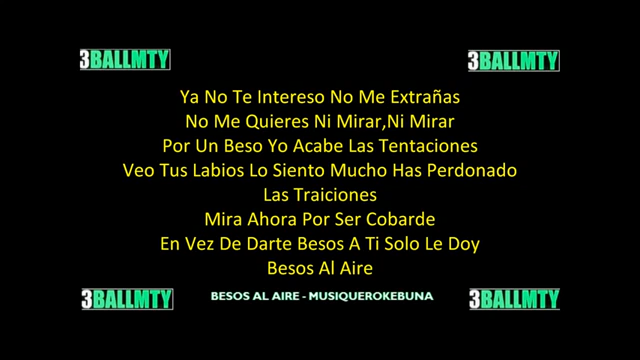 3BALLMTY 3BALLMTY
Ya No Te Intereso No Me Extrañas
No Me Quieres Ni Mirar,Ni Mirar
Por Un Beso Yo Acabe Las Tentaciones
Veo Tus Labios Lo Siento Mucho Has Perdonado
Las Traiciones
Mira Ahora Por Ser Cobarde
En Vez De Darte Besos A Ti Solo Le Doy
Besos Al Aire
3BALLMTY BESOS AL AIRE - MUSIQUEROKEBUNA 3BALLMTY